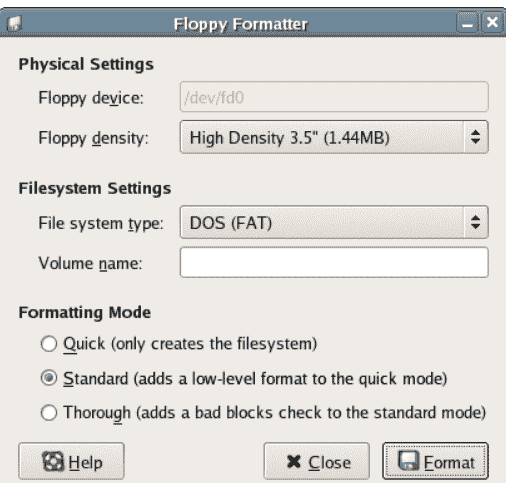 Floppy Formatter
Physical Settings
Floppy device: /dev/fd0
Floppy density: High Density 3.5" (1.44MB)
Filesystem Settings
File system type: DOS (FAT)
Volume name:
Formatting Mode
Quick (only creates the filesystem)
Standard (adds a low-level format to the quick mode)
Thorough (adds a bad blocks check to the standard mode)
Help Close Format